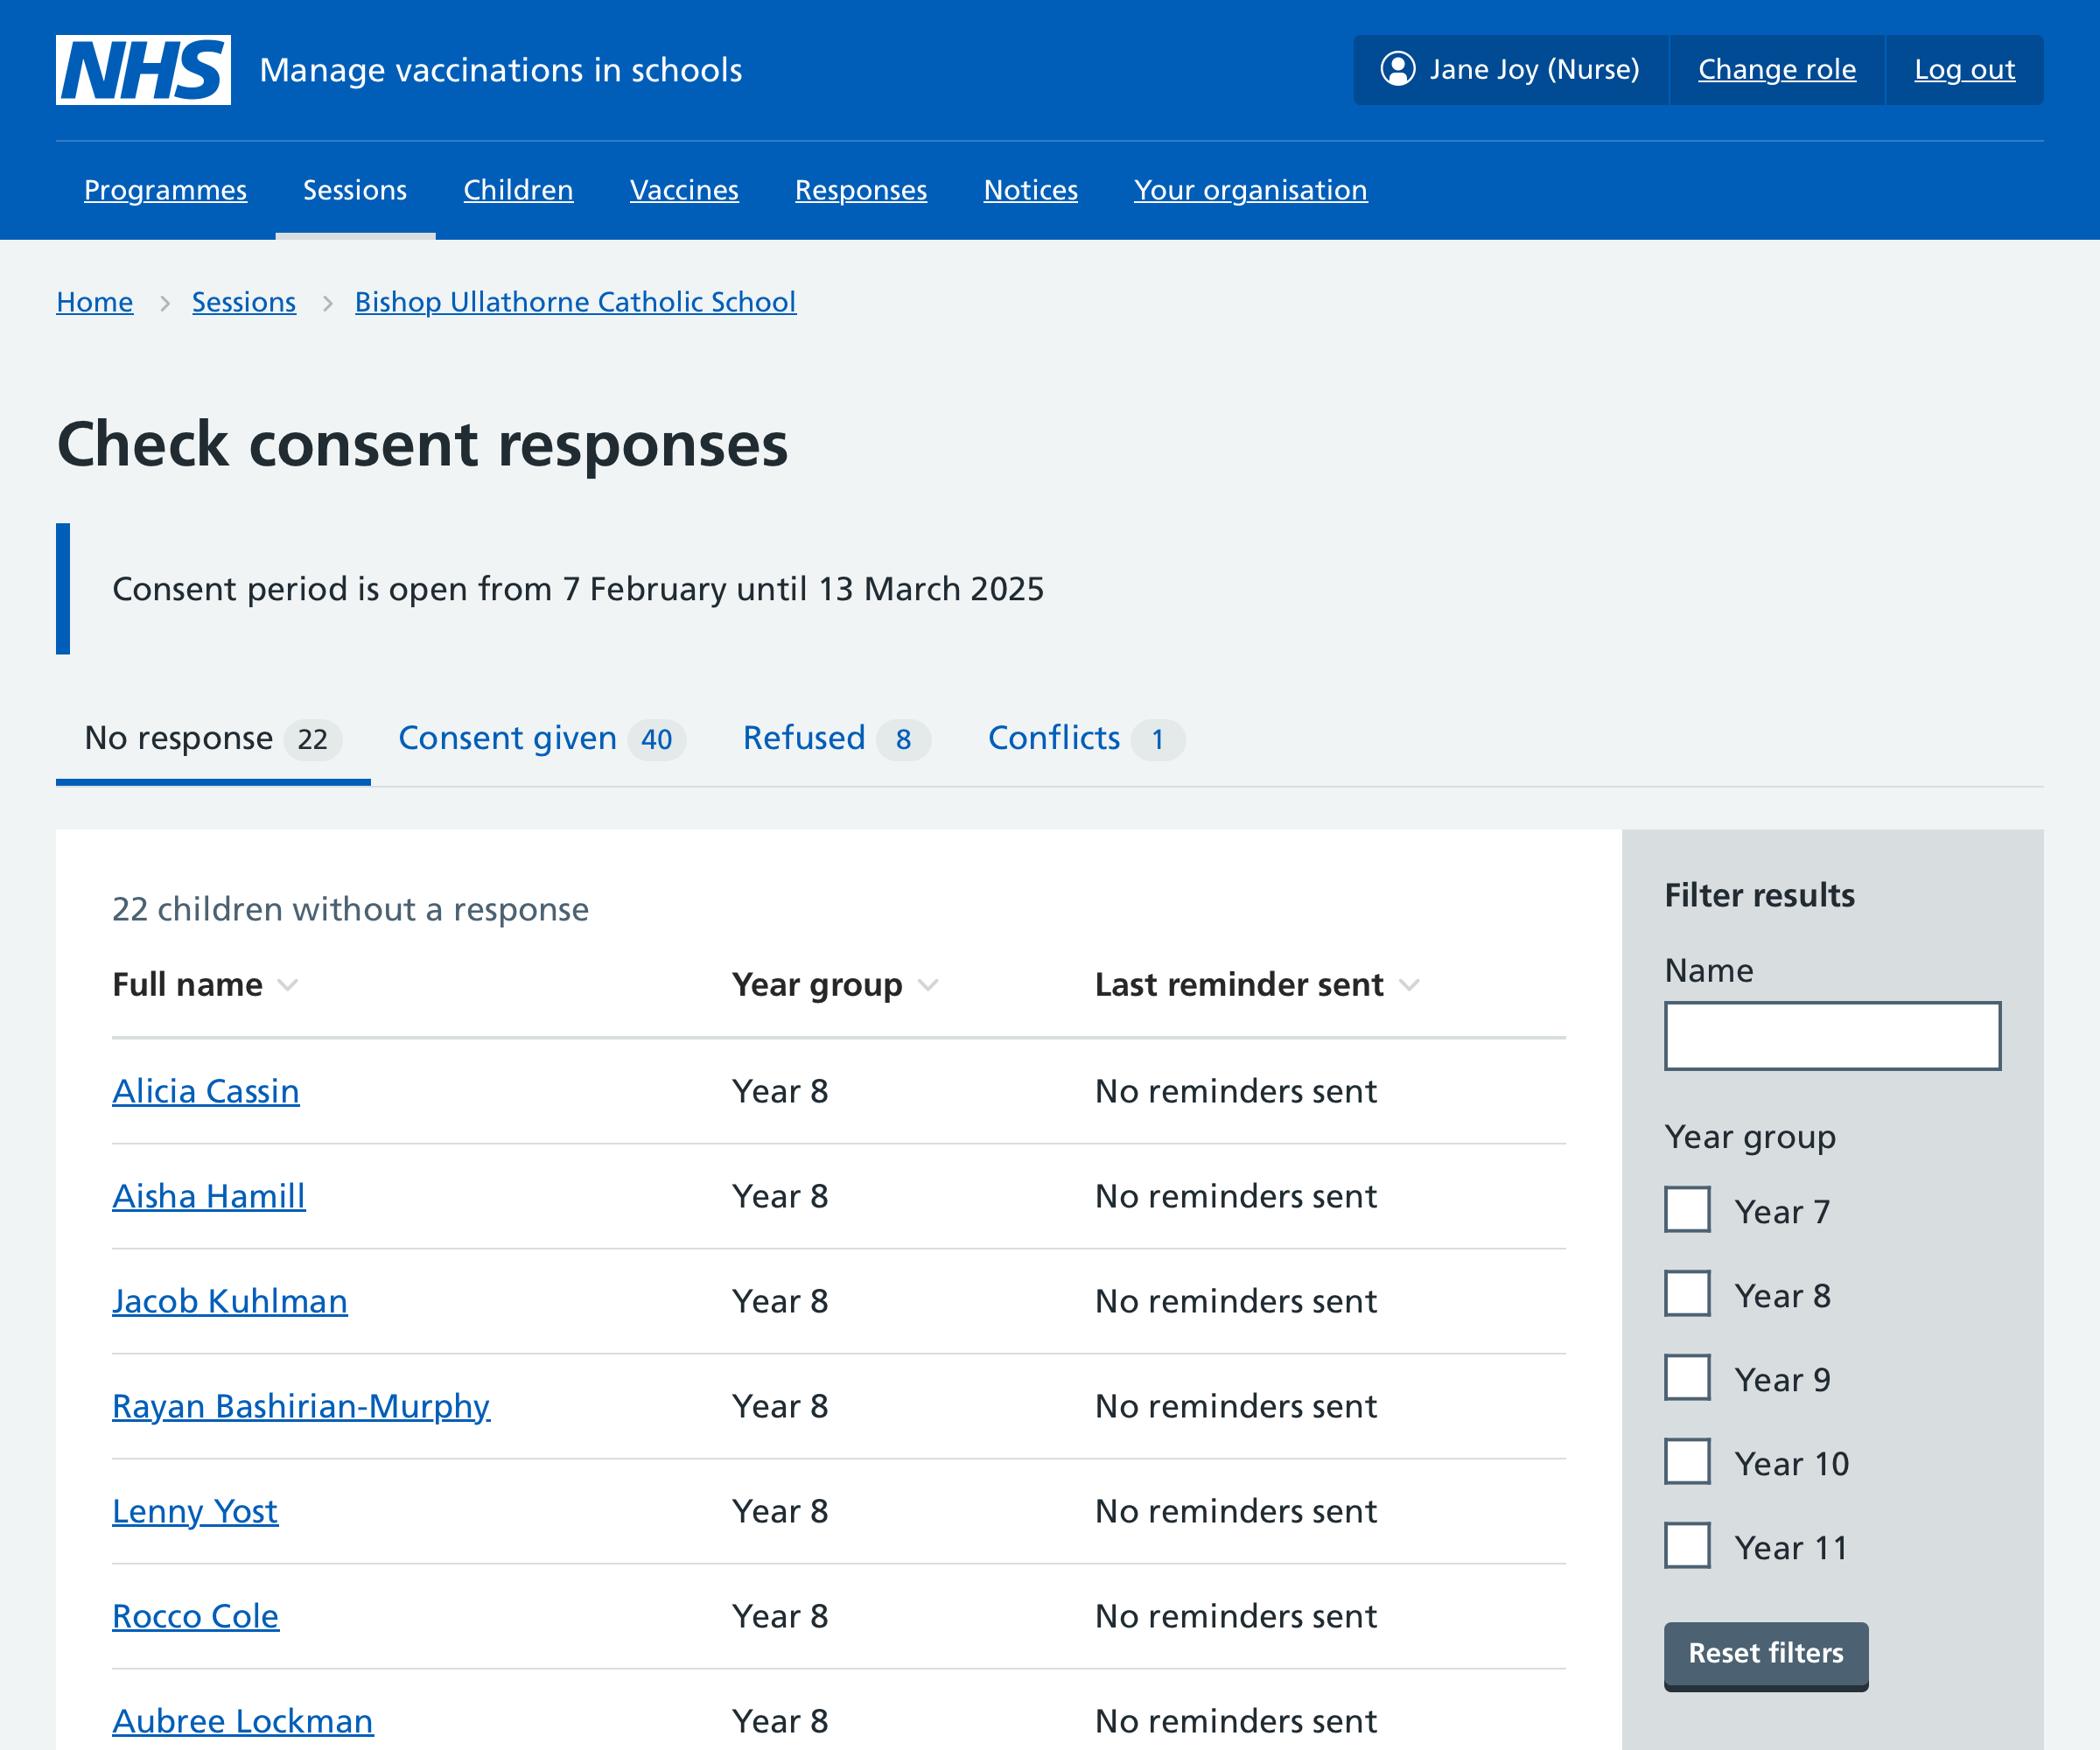 NHS Manage vaccinations in schools Jane Joy (Nurse) Change role Log out
Programmes Sessions Children Vaccines Responses Notices Your organisation
Home Sessions Bishop Ullathorne Catholic School
Check consent responses
Consent period is open from 7 February until 13 March 2025
No response 22 Consent given 40 Refused 8 Conflicts 1
22 children without a response
Full name Year group Last reminder sent
Alicia Cassin Year 8 No reminders sent
Aisha Hamill Year 8 No reminders sent
Jacob Kuhlman Year 8 No reminders sent
Rayan Bashirian-Murphy Year 8 No reminders sent
Lenny Yost Year 8 No reminders sent
Rocco Cole Year 8 No reminders sent
Aubree Lockman Year 8 No reminders sent
Filter results
Name
Year group
Year 7
Year 8
Year 9
Year 10
Year 11
Reset filters